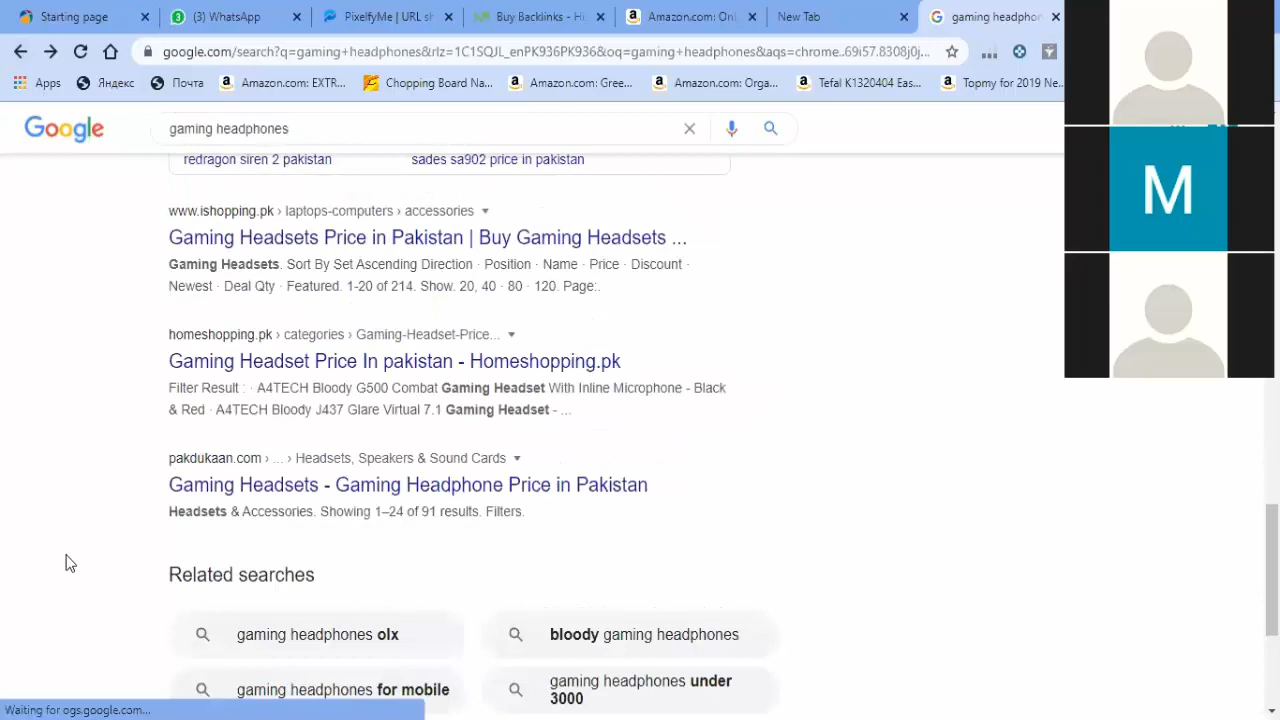 Starting
(3) WhatsApp
PixelfyMe | 
Buy Backlinks - Hi
Amazon.com: Onl
New Tab
gaming headphon
google.com/search?q=gaming+headphones&rlz=1C1SQJL_enPK936PK936&oq=gaming+headphones&aqs=chrome..69i57.8308j0j...
Apps
Яндекс
Почта
Amazon.com: EXTR...
Choosing Good Na...
Amazon.com: Gree...
Amazon.com: Orga...
Tefal K1320404 Eas...
Topmy for 2019 Ne...
Google
gaming headphones
redragon siren 2 pakistan
sades sa902 price in pakistan
www.ishopping.pk › laptops-computers › accessories
Gaming Headsets Price in Pakistan | Buy Gaming Headsets ...
Gaming Headsets. Sort By Set Ascending Direction · Position · Name · Price · Discount ·
Newest · Deal Qty · Featured. 1-20 of 214. Show. 20, 40 · 80 · 120. Page:.
homeshopping.pk › categories › Gaming-Headset-Price...
Gaming Headset Price In pakistan - Homeshopping.pk
Filter Result : · A4TECH Bloody G500 Combat Gaming Headset With Inline Microphone - Black
& Red · A4TECH Bloody J437 Glare Virtual 7.1 Gaming Headset - ...
pakdukaan.com › ... › Headsets, Speakers & Sound Cards
Gaming Headsets - Gaming Headphone Price in Pakistan
Headsets & Accessories. Showing 1–24 of 91 results. Filters.
Related searches
gaming headphones olx
bloody gaming headphones
gaming headphones for mobile
gaming headphones under
3000
Waiting for ogs.google.com...
M